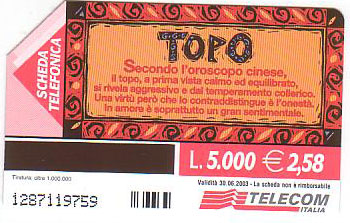 SCHEDA
TELEFONICA
TOPO
Secondo l'oroscopo cinese,
il topo, a prima vista calmo ed equilibrato,
si rivela aggressivo e dal temperamento collerico.
Una virtù però che lo contraddistingue è l'onestà.
In amore è soprattutto un gran sentimentale.
L. 5.000 € 2,58
Validità 30.06.2003 - La scheda non è rimborsabile
Tiratura: oltre 1.000.000
1287119759
TELECOM
ITALIA